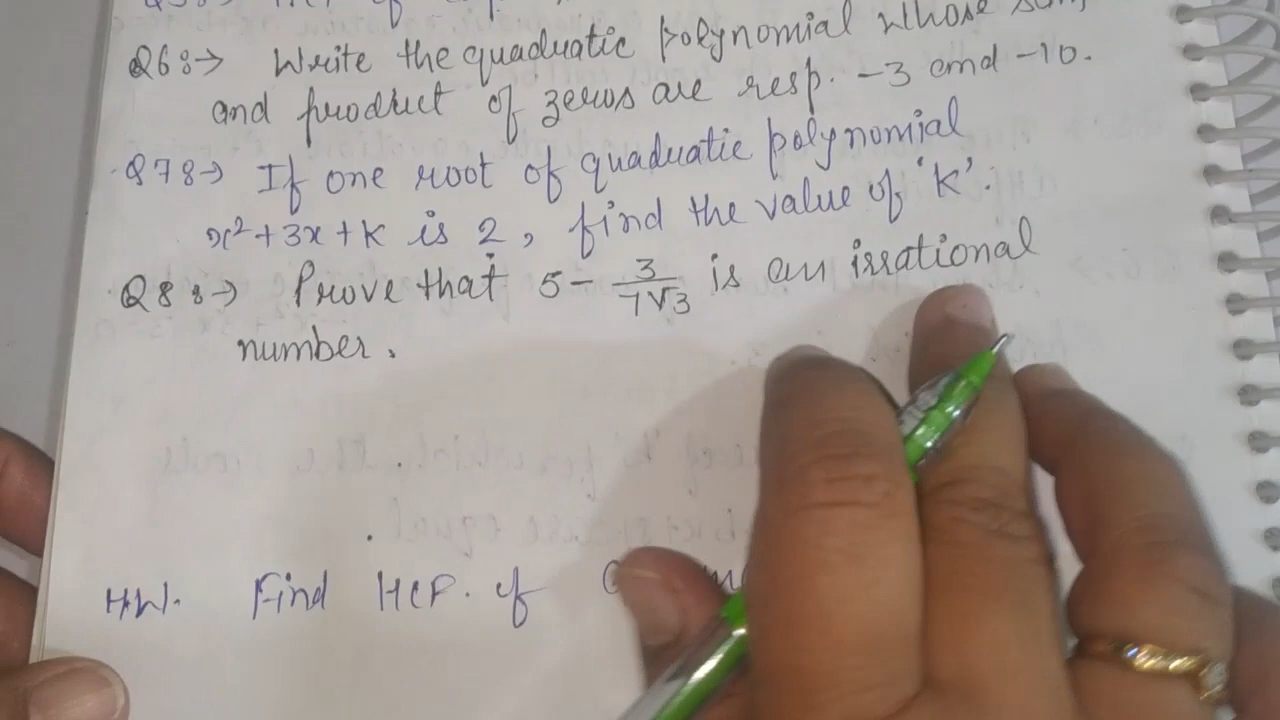 HCF of
Q6:→ Write the quadratic polynomial whose sum
and product of zeros are resp. -3 and -10.
Q7:→ If one root of quadratic polynomial
x²+3x+k is 2, find the value of 'k'.
Q8:→ Prove that 5 - 3/7√3 is an irrational
number.
H.W. Find HCF. of